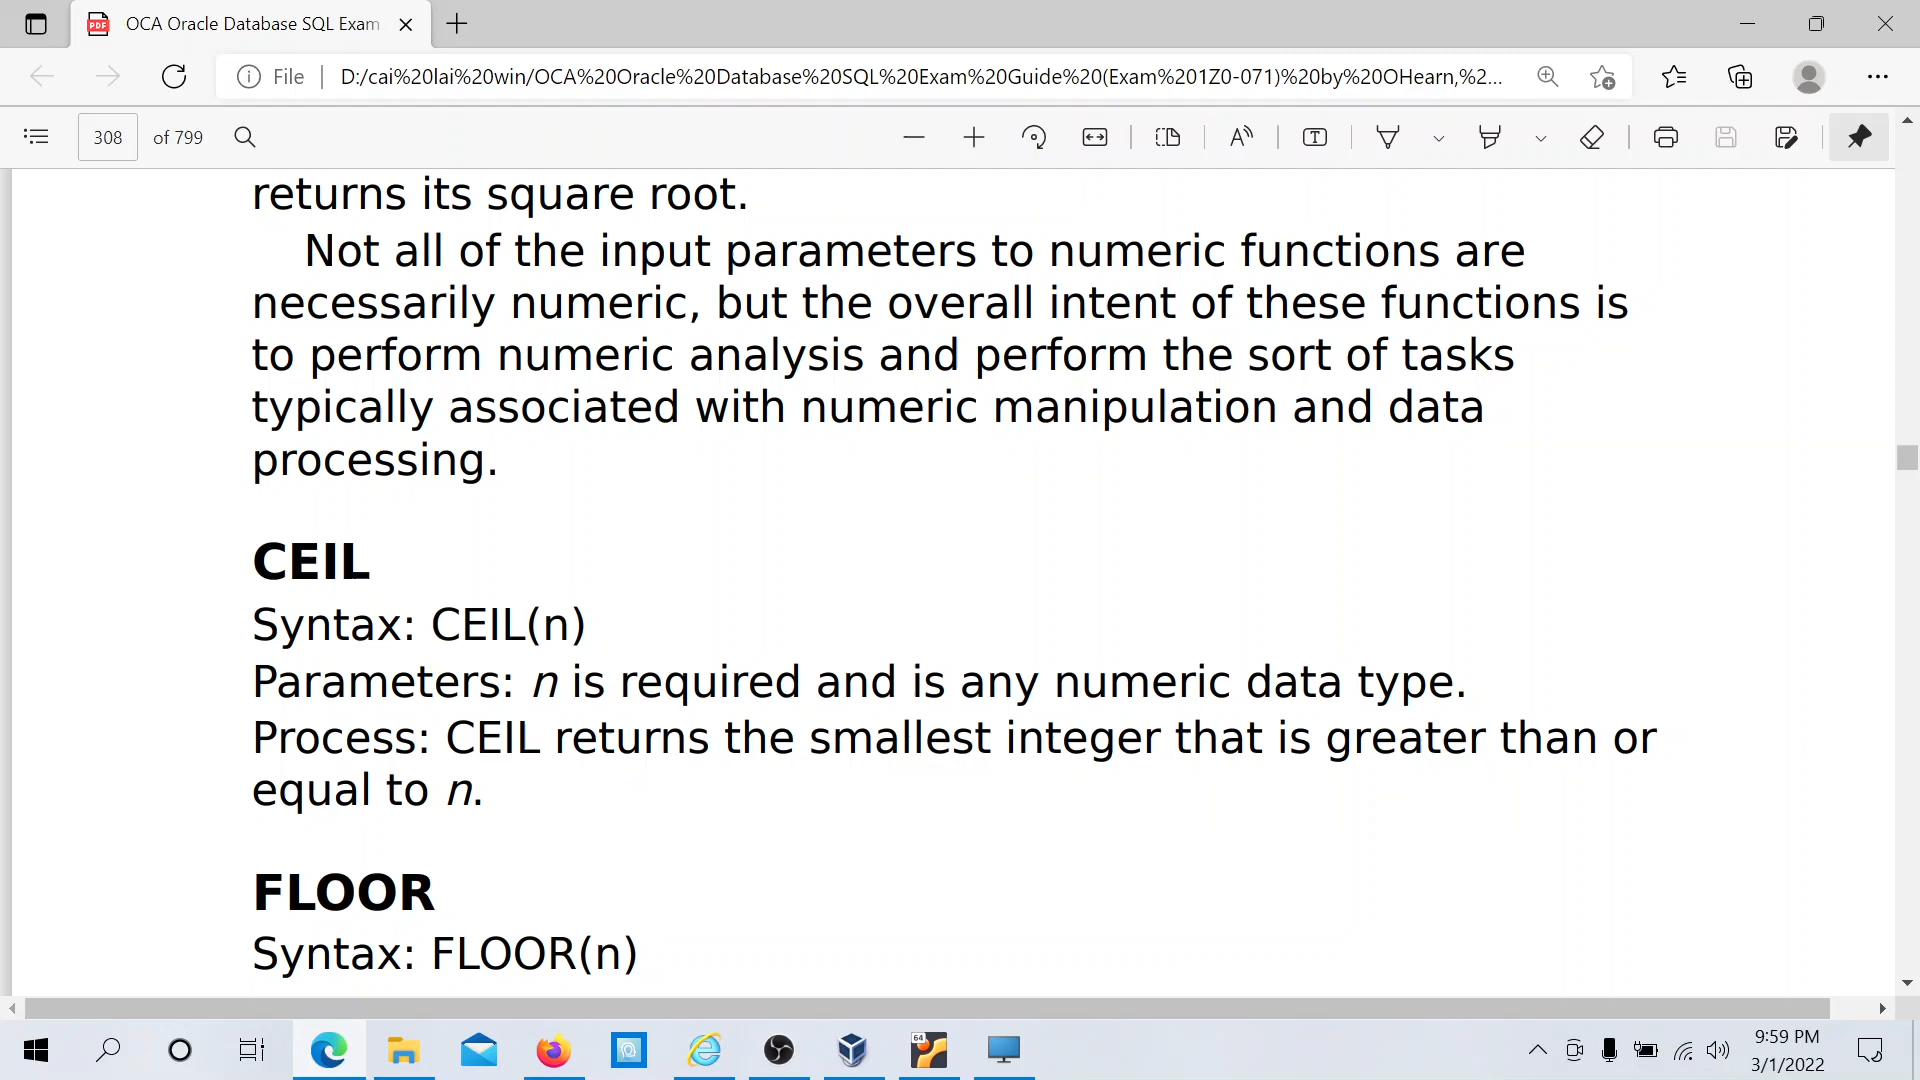 OCA Oracle Database SQL Exam
File
D:/cai%20lai%20win/OCA%20Oracle%20Database%20SQL%20Exam%20Guide%20(Exam%201Z0-071)%20by%20OHearn,%2...
308 of 799
returns its square root.
Not all of the input parameters to numeric functions are
necessarily numeric, but the overall intent of these functions is
to perform numeric analysis and perform the sort of tasks
typically associated with numeric manipulation and data
processing.
CEIL
Syntax: CEIL(n)
Parameters: n is required and is any numeric data type.
Process: CEIL returns the smallest integer that is greater than or
equal to n.
FLOOR
Syntax: FLOOR(n)
64
9:59 PM
3/1/2022